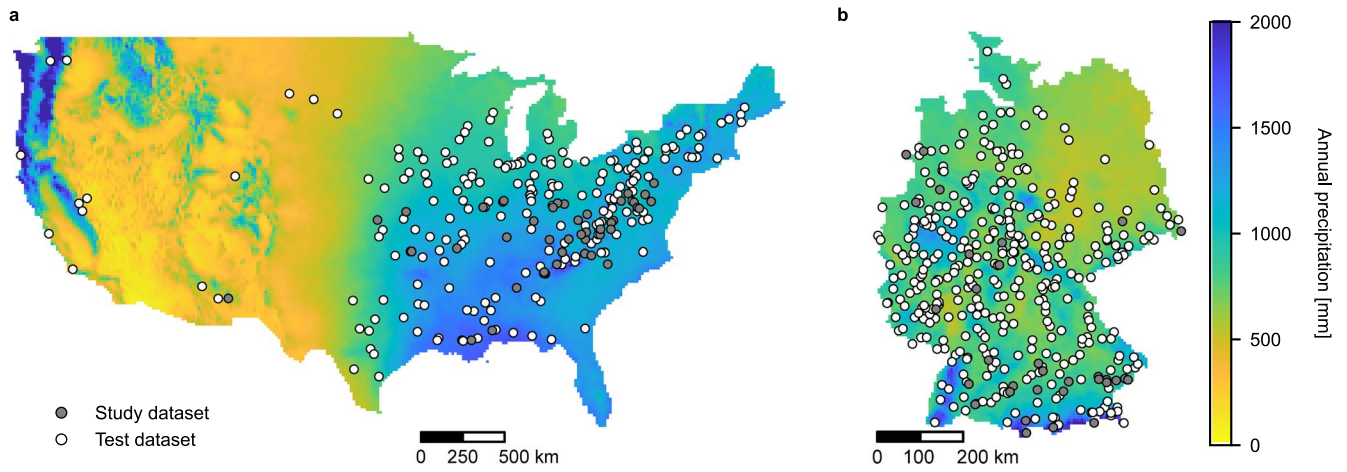 a
b
2000
1500
1000
500
0
Annual precipitation [mm]
Study dataset
Test dataset
0 250 500 km
0 100 200 km